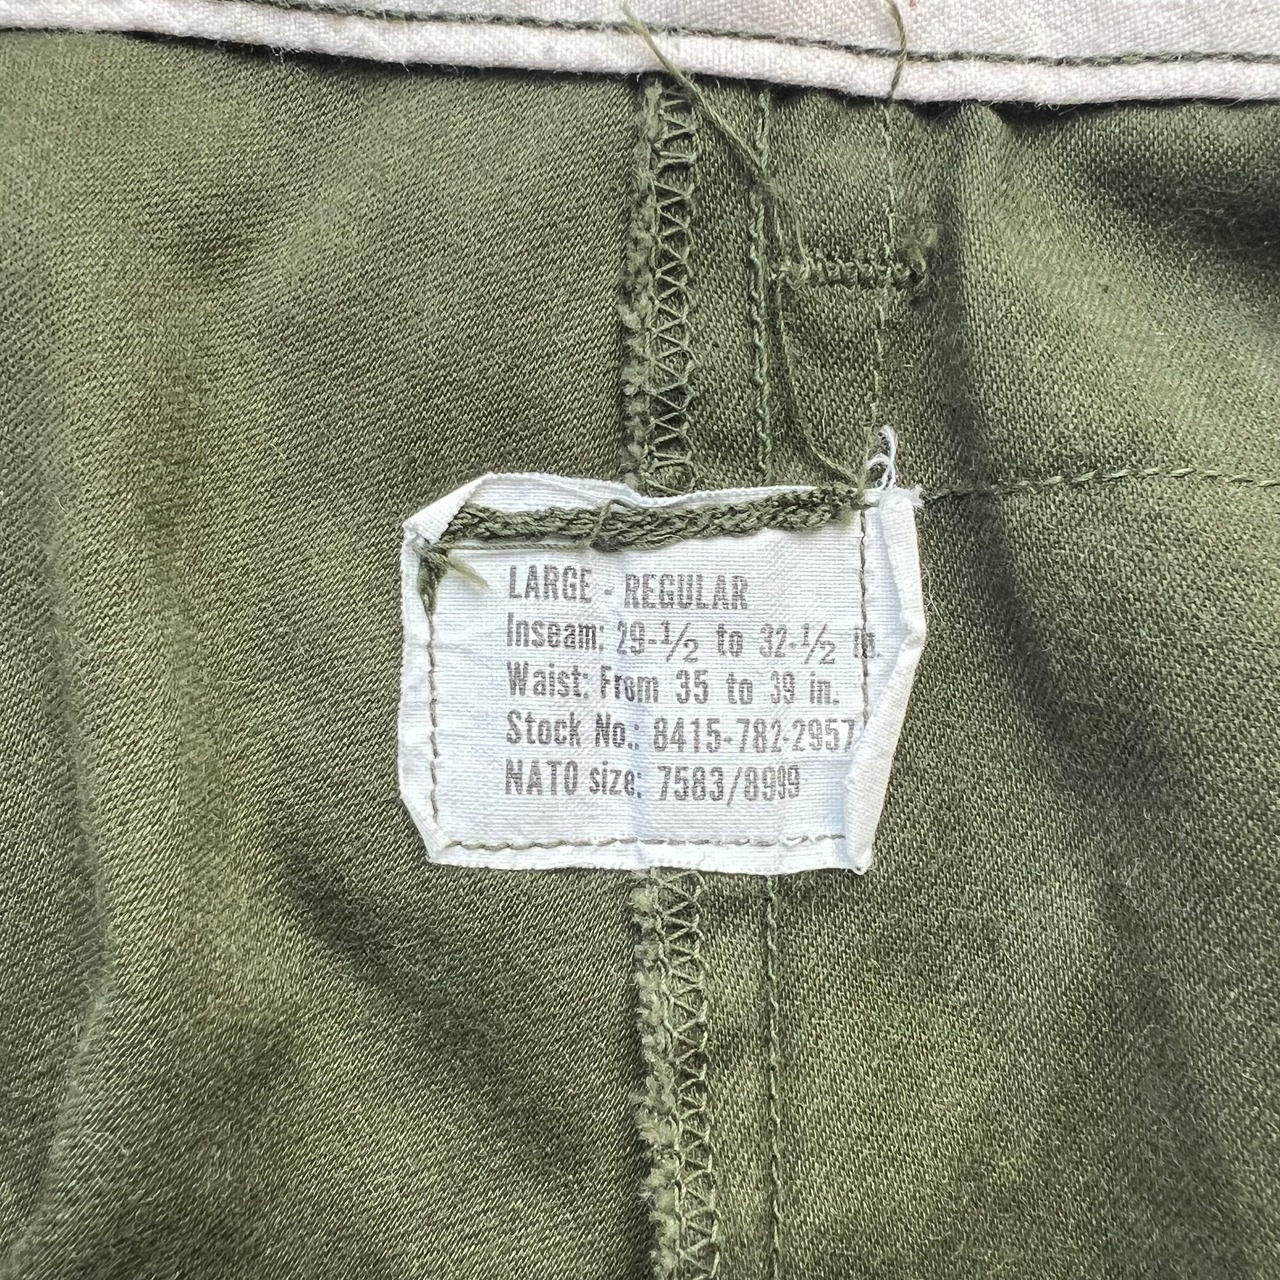 LARGE - REGULAR
Inseam: 29-1/2 to 32-1/2 in.
Waist: From 35 to 39 in.
Stock No.: 8415-782-2957
NATO size: 7583/8999